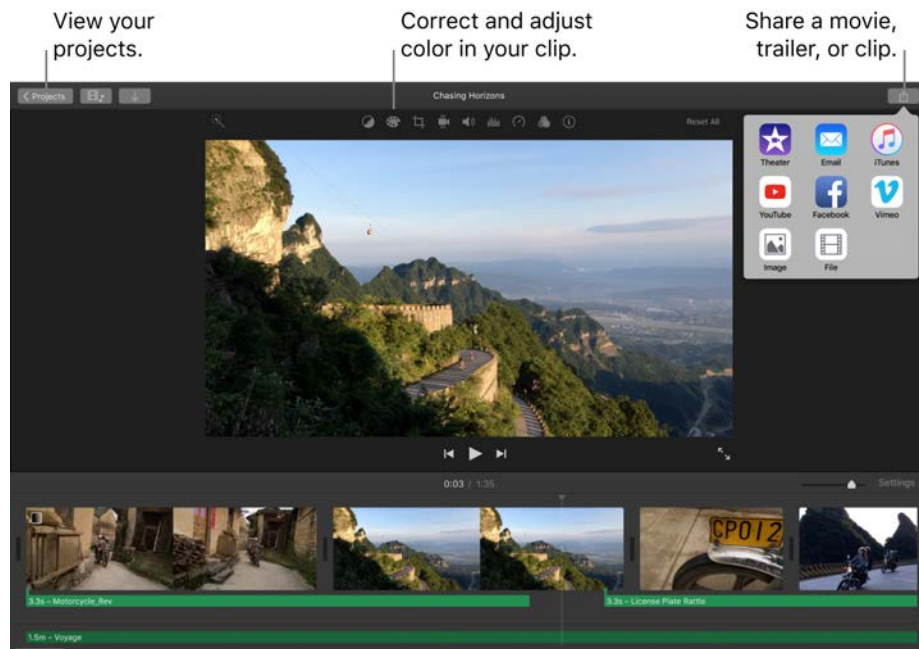 View your
projects.
Correct and adjust
color in your clip.
Share a movie,
trailer, or clip.
Projects
Chasing Horizons
Reset All
Theater
Email
iTunes
YouTube
Facebook
Vimeo
Image
File
0:03 / 1:35
Settings
CP012
3.3s – Motorcycle_Rev
3.3s – License Plate Rattle
1.5m – Voyage